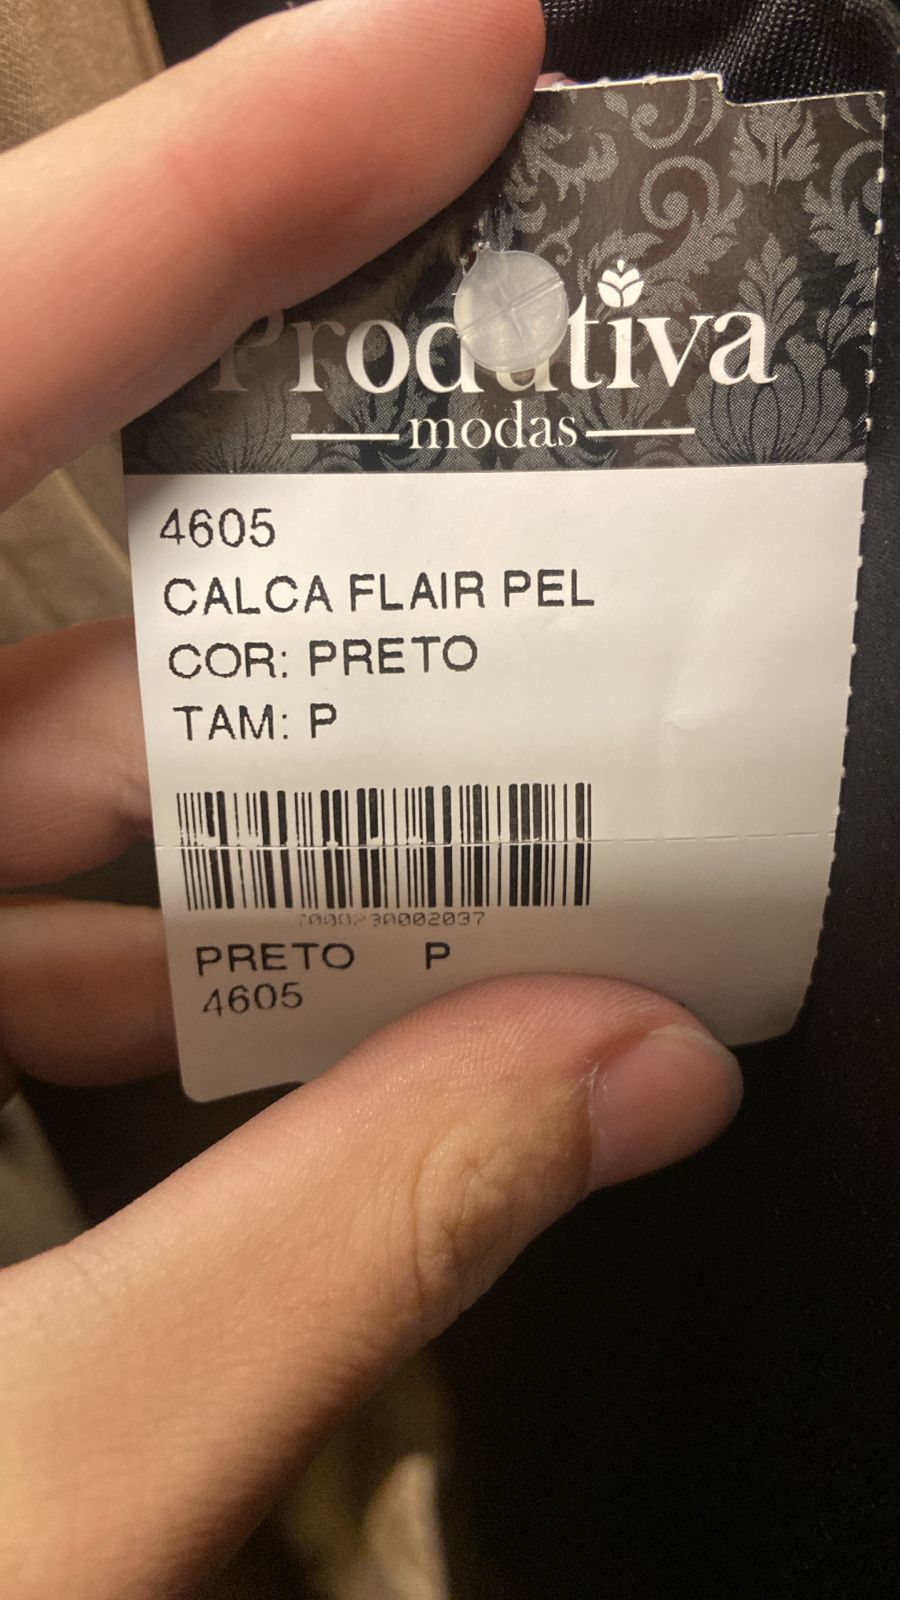 Produtiva
modas
4605
CALCA FLAIR PEL
COR: PRETO
TAM: P
PRETO P
4605